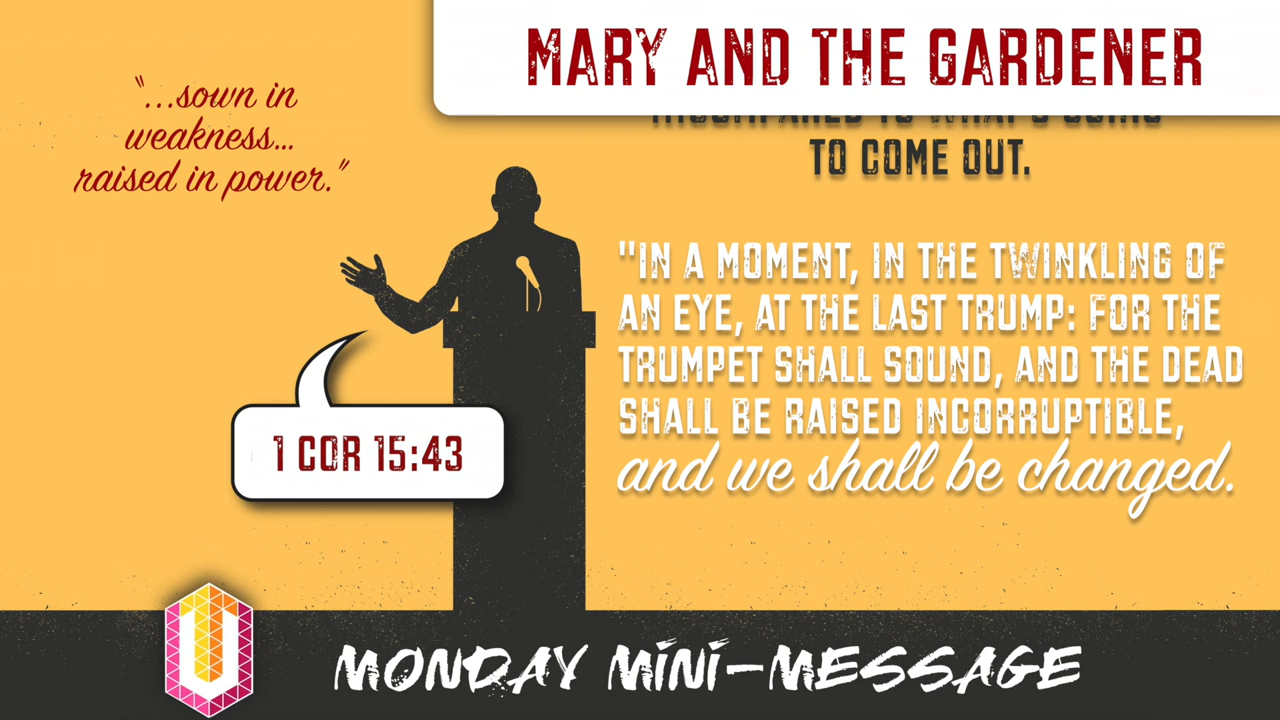 MARY AND THE GARDENER
"...sown in
weakness...
raised in power."
TO COME OUT.
"IN A MOMENT, IN THE TWINKLING OF
AN EYE, AT THE LAST TRUMP: FOR THE
TRUMPET SHALL SOUND, AND THE DEAD
SHALL BE RAISED INCORRUPTIBLE,
and we shall be changed.
1 COR 15:43
U
MONDAY MINI-MESSAGE